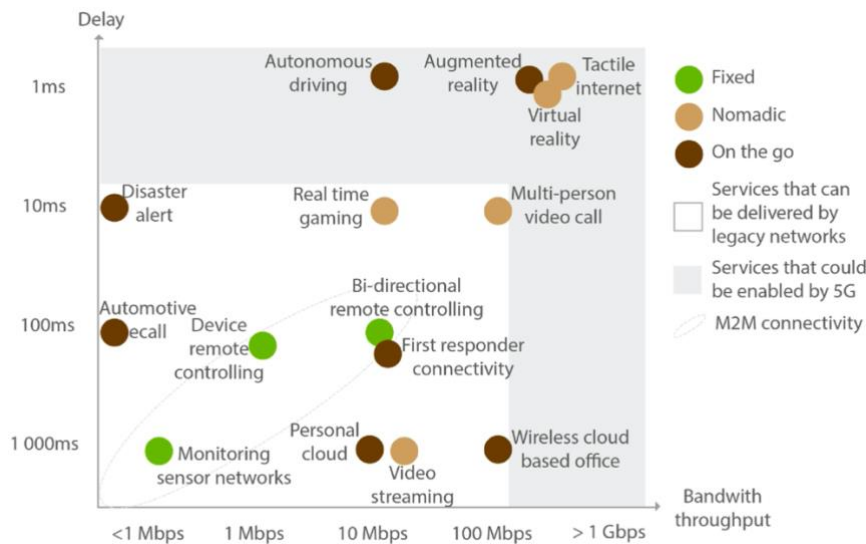 Delay
1ms
10ms
100ms
1 000ms
Autonomous
driving
Augmented
reality
Tactile
internet
Virtual
reality
Disaster
alert
Real time
gaming
Multi-person
video call
Automotive
ecall
Device
remote
controlling
Bi-directional
remote controlling
First responder
connectivity
Monitoring
sensor networks
Personal
cloud
Video
streaming
Wireless cloud
based office
<1 Mbps
1 Mbps
10 Mbps
100 Mbps
> 1 Gbps
Bandwith
throughput
Fixed
Nomadic
On the go
Services that can
be delivered by
legacy networks
Services that could
be enabled by 5G
M2M connectivity